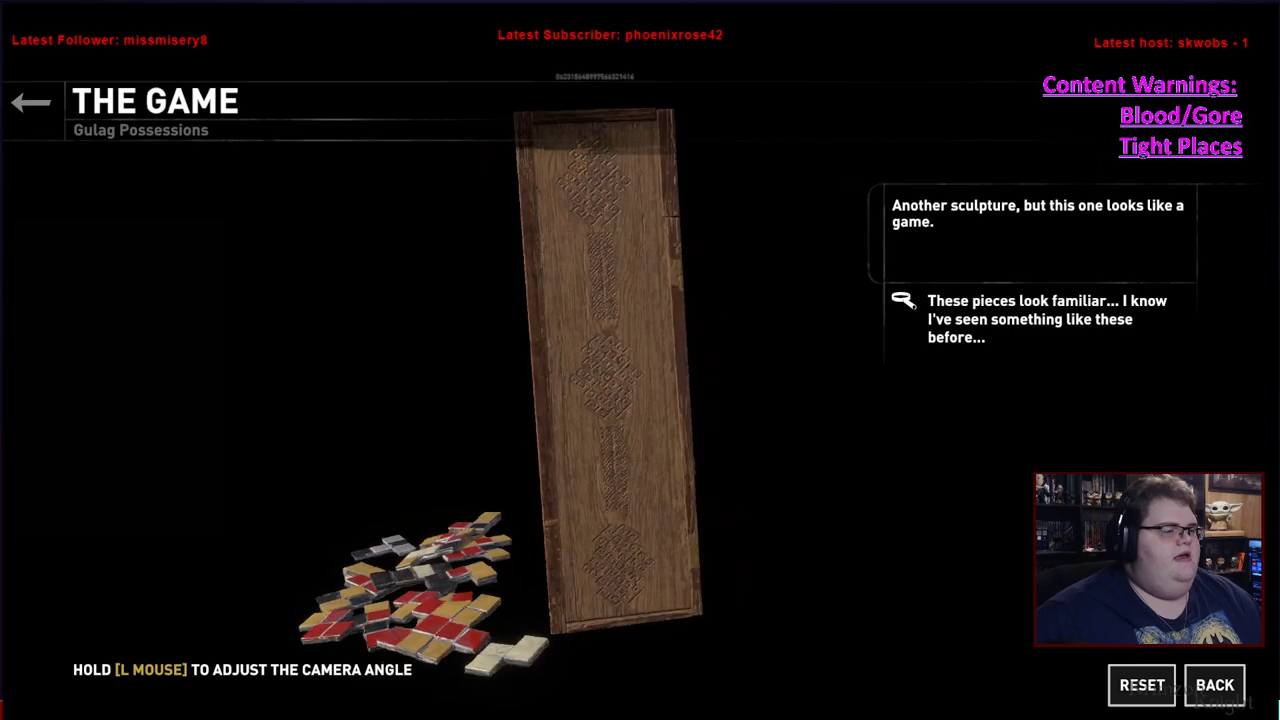 Latest Follower: missmisery8
Latest Subscriber: phoenixrose42
Latest host: skwobs - 1
THE GAME
Gulag Possessions
Content Warnings:
Blood/Gore
Tight Places
Another sculpture, but this one looks like a
game.
These pieces look familiar... I know
I've seen something like these
before...
HOLD [L MOUSE] TO ADJUST THE CAMERA ANGLE
RESET
BACK